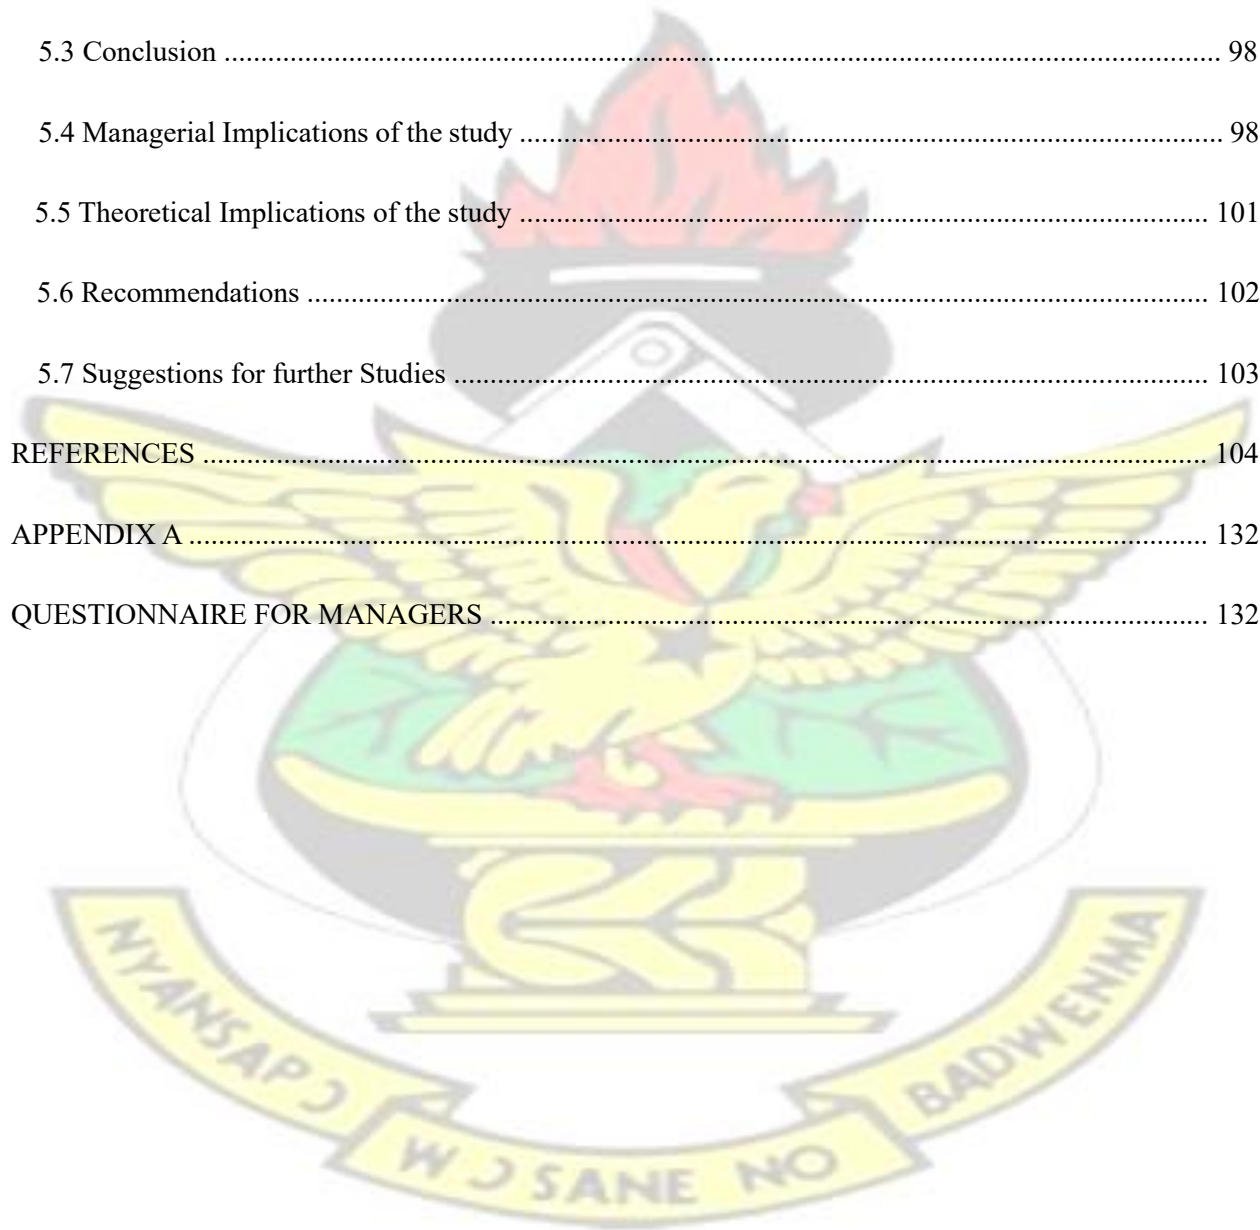 5.3 Conclusion .......................................................................................................................................... 98
5.4 Managerial Implications of the study ................................................................................................. 98
5.5 Theoretical Implications of the study ............................................................................................... 101
5.6 Recommendations ............................................................................................................................ 102
5.7 Suggestions for further Studies ........................................................................................................ 103
REFERENCES ........................................................................................................................................... 104
APPENDIX A ............................................................................................................................................. 132
QUESTIONNAIRE FOR MANAGERS ................................................................................................... 132
NYANSAPƆ
WƆSANE NO
BADWENMA